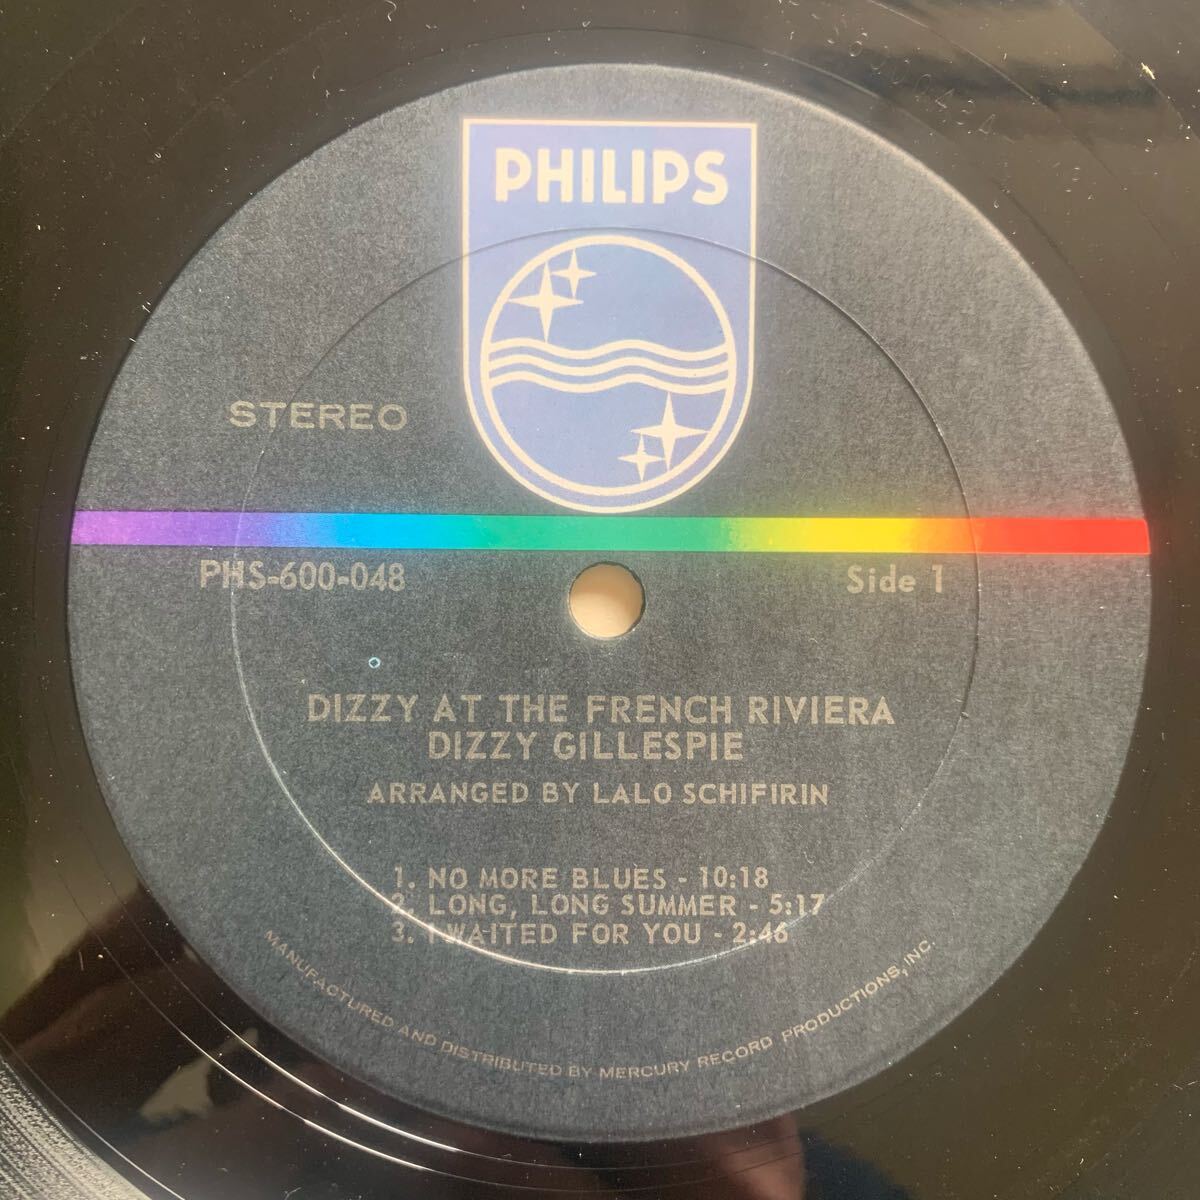 PHILIPS
STEREO
PHS-600-048
Side 1
DIZZY AT THE FRENCH RIVIERA
DIZZY GILLESPIE
ARRANGED BY LALO SCHIFIRIN
1. NO MORE BLUES - 10:18
2. LONG, LONG SUMMER - 5:17
3. I WAITED FOR YOU - 2:46
MANUFACTURED AND DISTRIBUTED BY MERCURY RECORD PRODUCTIONS, INC.